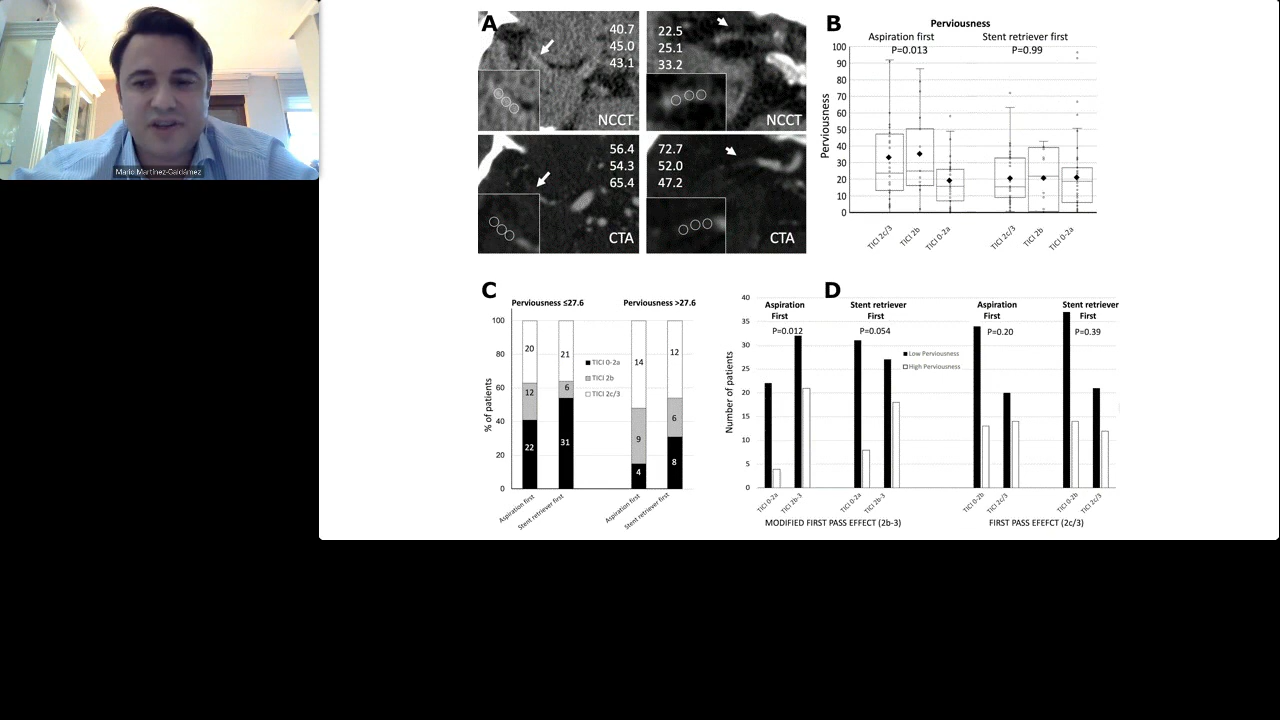 Mario Martínez-Galdámez
A
40.7
45.0
43.1
NCCT
22.5
25.1
33.2
NCCT
56.4
54.3
65.4
CTA
72.7
52.0
47.2
CTA
B
Perviousness
Aspiration first
P=0.013
Stent retriever first
P=0.99
Perviousness
100
90
80
70
60
50
40
30
20
10
0
TICI 2c/3
TICI 2b
TICI 0-2a
TICI 2c/3
TICI 2b
TICI 0-2a
C
Perviousness ≤27.6
Perviousness >27.6
% of patients
100
80
60
40
20
0
20
12
22
21
6
31
14
9
4
12
6
8
TICI 0-2a
TICI 2b
TICI 2c/3
Aspiration first
Stent retriever first
Aspiration first
Stent retriever first
D
Number of patients
40
35
30
25
20
15
10
5
0
Aspiration
First
P=0.012
Stent retriever
First
P=0.054
Aspiration
First
P=0.20
Stent retriever
First
P=0.39
Low Perviousness
High Perviousness
TICI 0-2a
TICI 2b-3
TICI 0-2a
TICI 2b-3
TICI 0-2b
TICI 2c/3
TICI 0-2b
TICI 2c/3
MODIFIED FIRST PASS EFFECT (2b-3)
FIRST PASS EFEFCT (2c/3)